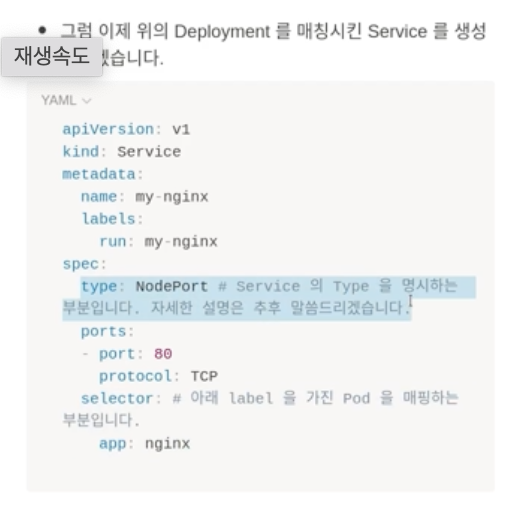 그럼 이제 위의 Deployment 를 매칭시킨 Service 를 생성
재생속도
겠습니다.
YAML
apiVersion: v1
kind: Service
metadata:
name: my-nginx
labels:
run: my-nginx
spec:
type: NodePort # Service 의 Type 을 명시하는
부분입니다. 자세한 설명은 추후 말씀드리겠습니다.
ports:
- port: 80
protocol: TCP
selector: # 아래 label 을 가진 Pod 을 매핑하는
부분입니다.
app: nginx